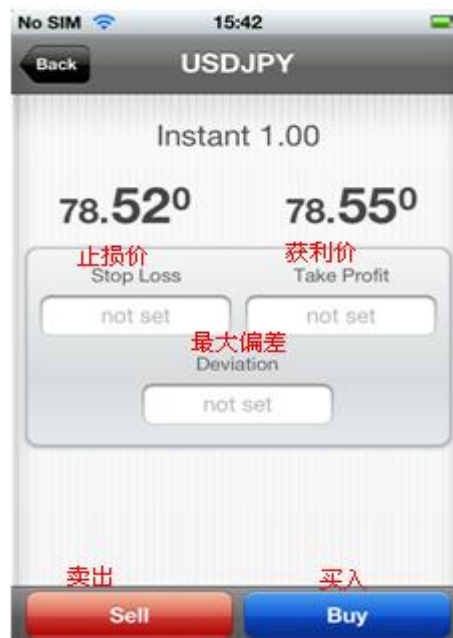 No SIM 15:42
Back USDJPY
Instant 1.00
78.520 78.550
止损价 获利价
Stop Loss Take Profit
not set not set
最大偏差
Deviation
not set
卖出 买入
Sell Buy